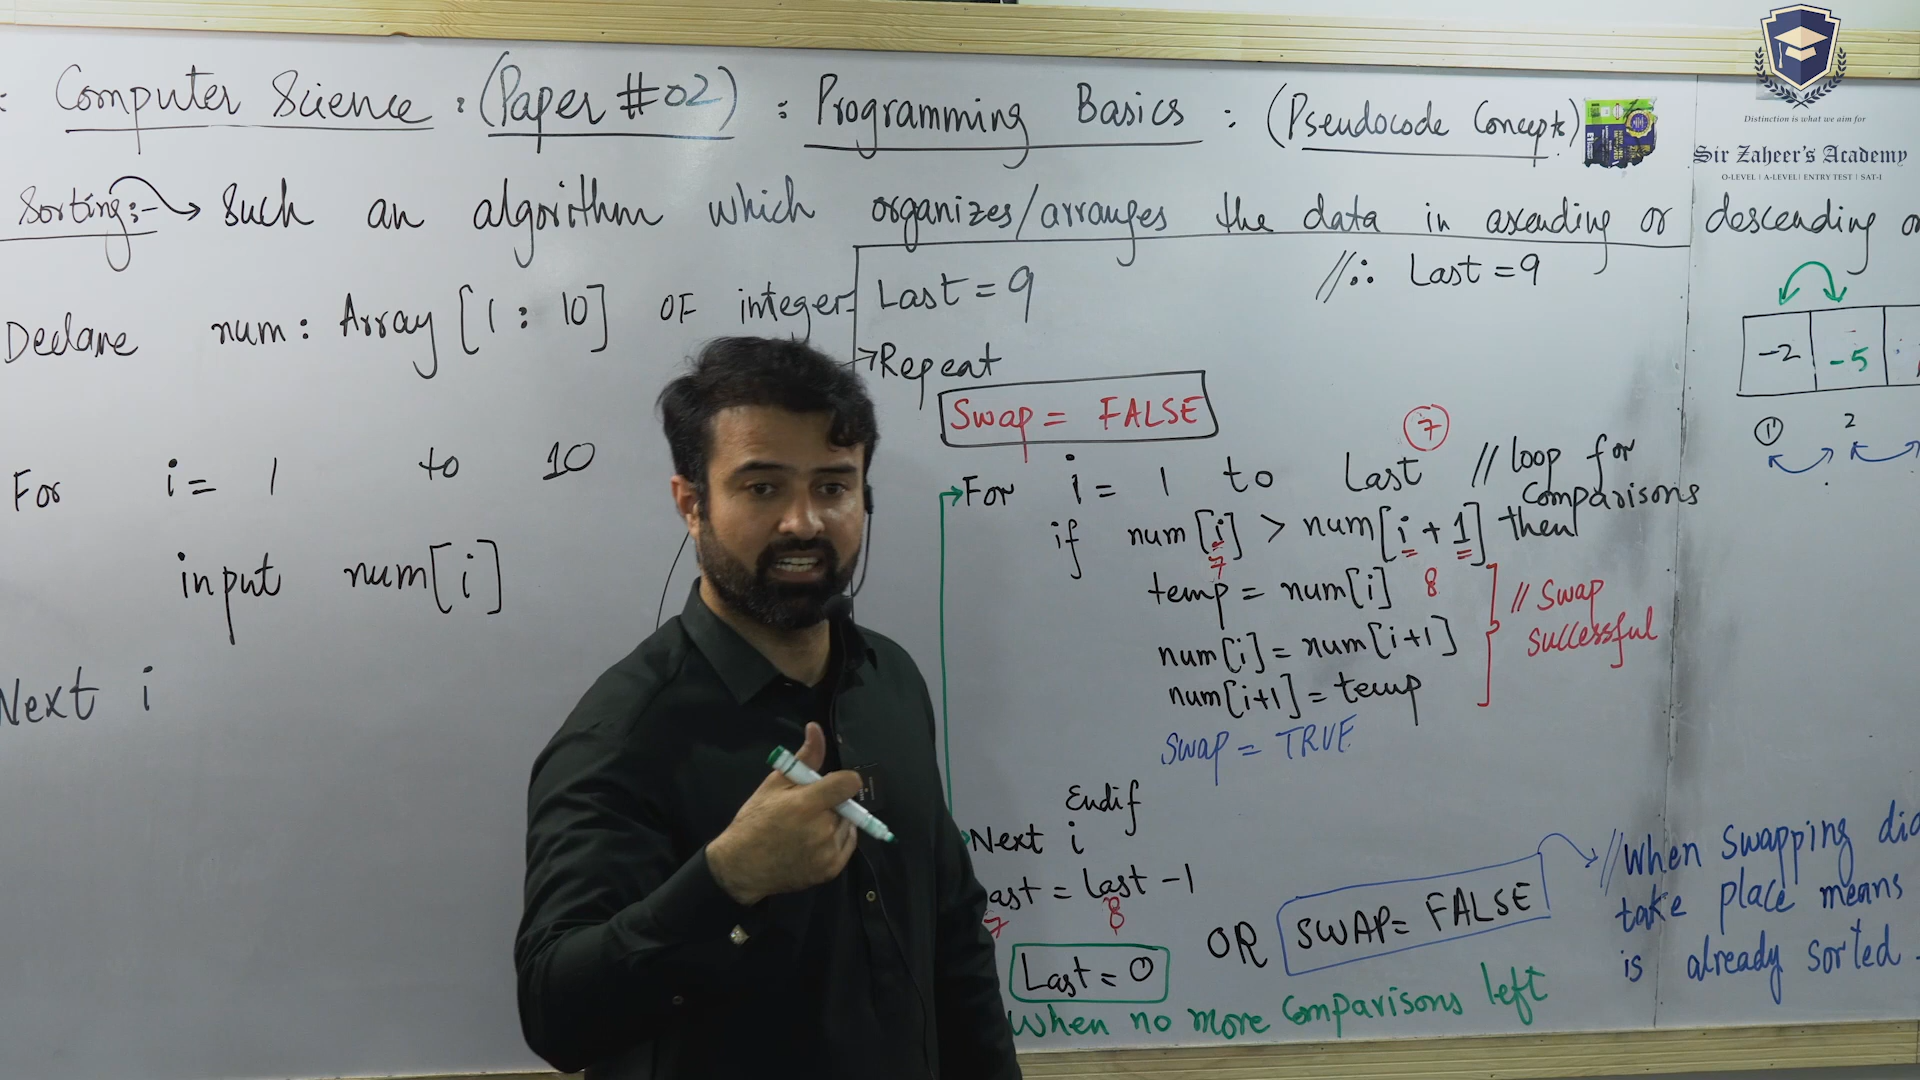 : Computer Science : (Paper #02) : Programming Basics : (Pseudocode Concepts)
Distinction is what we aim for
Sir Zaheer's Academy
O-LEVEL | A-LEVEL | ENTRY TEST | SAT-I
Sorting:- → Such an algorithm which organizes/arranges the data in ascending or descending
Declare num: Array [1 : 10] OF integer
For i = 1 to 10
input num[i]
Next i
Last = 9
//∴ Last = 9
Repeat
Swap = FALSE
7
For i = 1 to Last // loop for comparisons
if num[i] > num[i + 1] then
7
temp = num[i] 8
num[i] = num[i+1]
num[i+1] = temp
// Swap
successful
Swap = TRUE
Endif
Next i
ast = last - 1
7 8
Last = 0 OR SWAP = FALSE
When no more comparisons left
-2 -5
1 2
// When swapping
take place means
is already sorted.